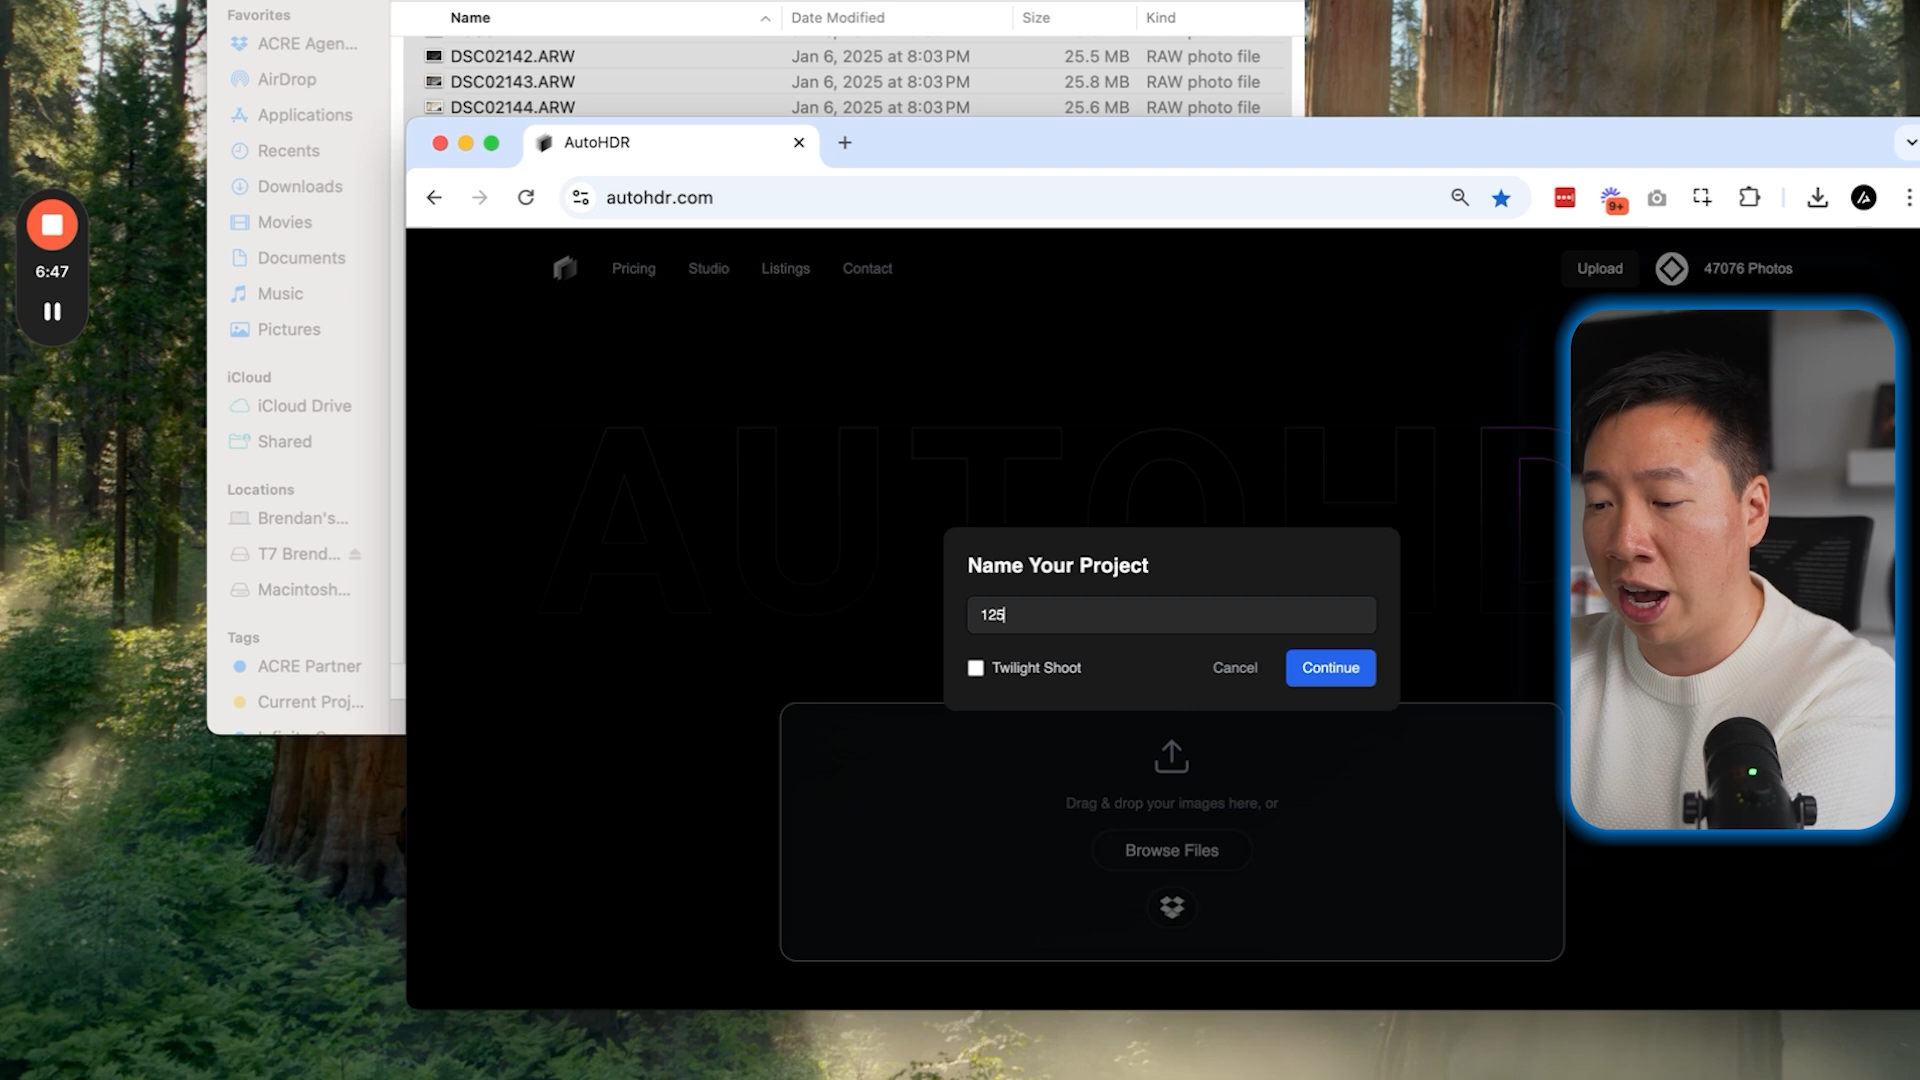 Favorites
ACRE Agen...
AirDrop
Applications
Recents
Downloads
Movies
Documents
Music
Pictures
iCloud
iCloud Drive
Shared
Locations
Brendan's...
T7 Brend...
Macintosh...
Tags
ACRE Partner
Current Proj...
Name Date Modified Size Kind
DSC02142.ARW Jan 6, 2025 at 8:03 PM 25.5 MB RAW photo file
DSC02143.ARW Jan 6, 2025 at 8:03 PM 25.8 MB RAW photo file
DSC02144.ARW Jan 6, 2025 at 8:03 PM 25.6 MB RAW photo file
6:47
AutoHDR
autohdr.com
9+
Pricing Studio Listings Contact Upload 47076 Photos
AUTOHD
Name Your Project
125
Twilight Shoot Cancel Continue
Drag & drop your images here, or
Browse Files